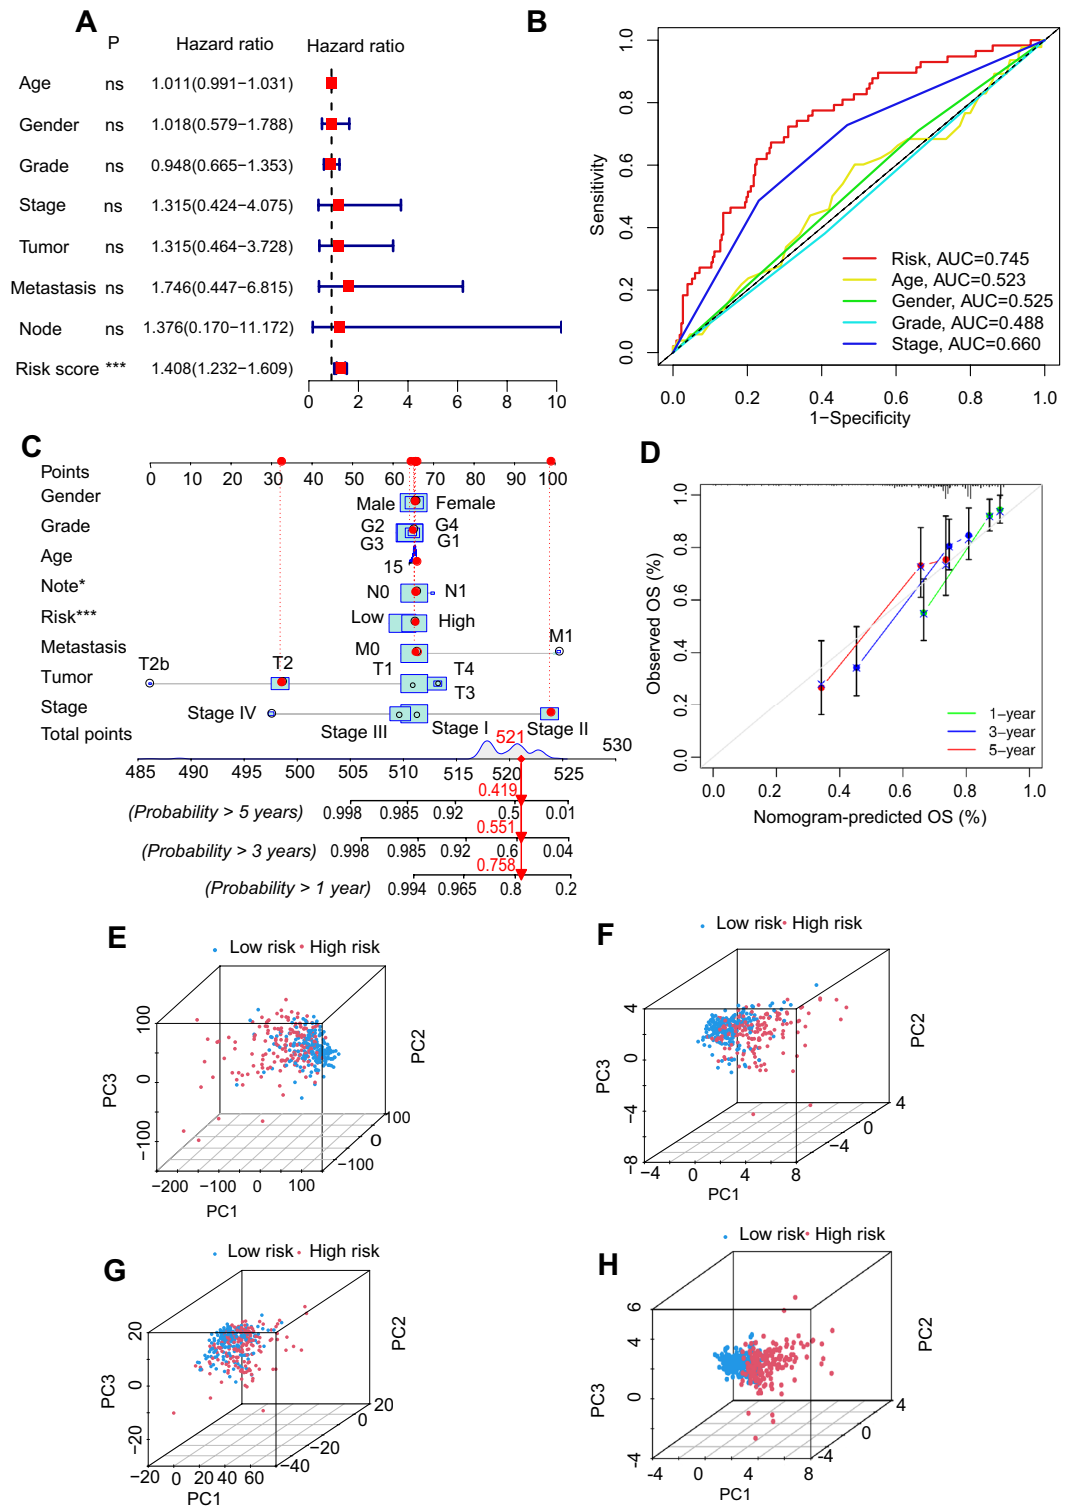 A
P Hazard ratio Hazard ratio
Age ns 1.011(0.991−1.031)
Gender ns 1.018(0.579−1.788)
Grade ns 0.948(0.665−1.353)
Stage ns 1.315(0.424−4.075)
Tumor ns 1.315(0.464−3.728)
Metastasis ns 1.746(0.447−6.815)
Node ns 1.376(0.170−11.172)
Risk score *** 1.408(1.232−1.609)
0 2 4 6 8 10
B
Sensitivity
1.0
0.8
0.6
0.4
0.2
0.0
Risk, AUC=0.745
Age, AUC=0.523
Gender, AUC=0.525
Grade, AUC=0.488
Stage, AUC=0.660
0.0 0.2 0.4 0.6 0.8 1.0
1−Specificity
C
Points 0 10 20 30 40 50 60 70 80 90 100
Gender Male Female
Grade G2 G4
G3 G1
Age 15
Note* N0 N1
Risk*** Low High
Metastasis M0 M1
Tumor T2b T2 T1 T4
T3
Stage Stage IV Stage III Stage I Stage II
Total points 521 530
485 490 495 500 505 510 515 520 525
0.419
(Probability > 5 years) 0.998 0.985 0.92 0.5 0.01
0.551
(Probability > 3 years) 0.998 0.985 0.92 0.6 0.04
0.758
(Probability > 1 year) 0.994 0.965 0.8 0.2
D
Observed OS (%)
1.0
0.8
0.6
0.4
0.2
0.0
1−year
3−year
5−year
0.0 0.2 0.4 0.6 0.8 1.0
Nomogram−predicted OS (%)
E
Low risk High risk
PC3
100
0
−100
PC2
100
0
−100
−200 −100 0 100
PC1
F
Low risk High risk
PC3
4
0
−4
−8
PC2
4
0
−4
−4 0 4 8
PC1
G
Low risk High risk
PC3
20
0
−20
PC2
20
0
−20
−40
−20 0 20 40 60
PC1
H
Low risk High risk
PC3
6
4
0
−4
PC2
4
0
−4
−4 0 4 8
PC1